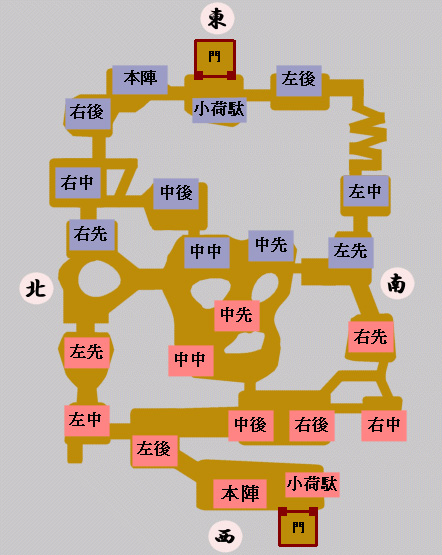 東
門
本陣
左後
右後
小荷駄
右中
中後
左中
右先
中中
中先
左先
北
南
中先
左先
中中
右先
左中
中後
右後
右中
左後
本陣
小荷駄
西
門